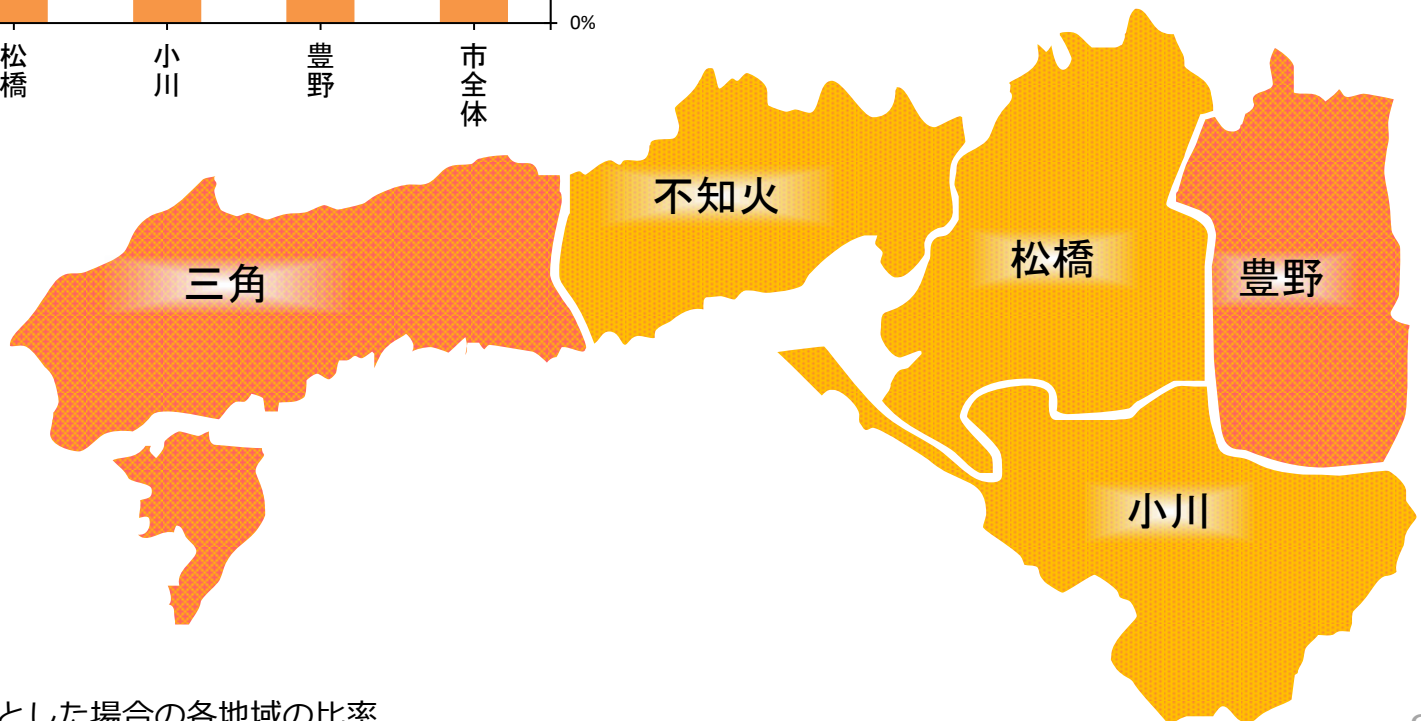 0%
松橋
小川
豊野
市全体
不知火
松橋
三角
豊野
小川
とした場合の各地域の比率